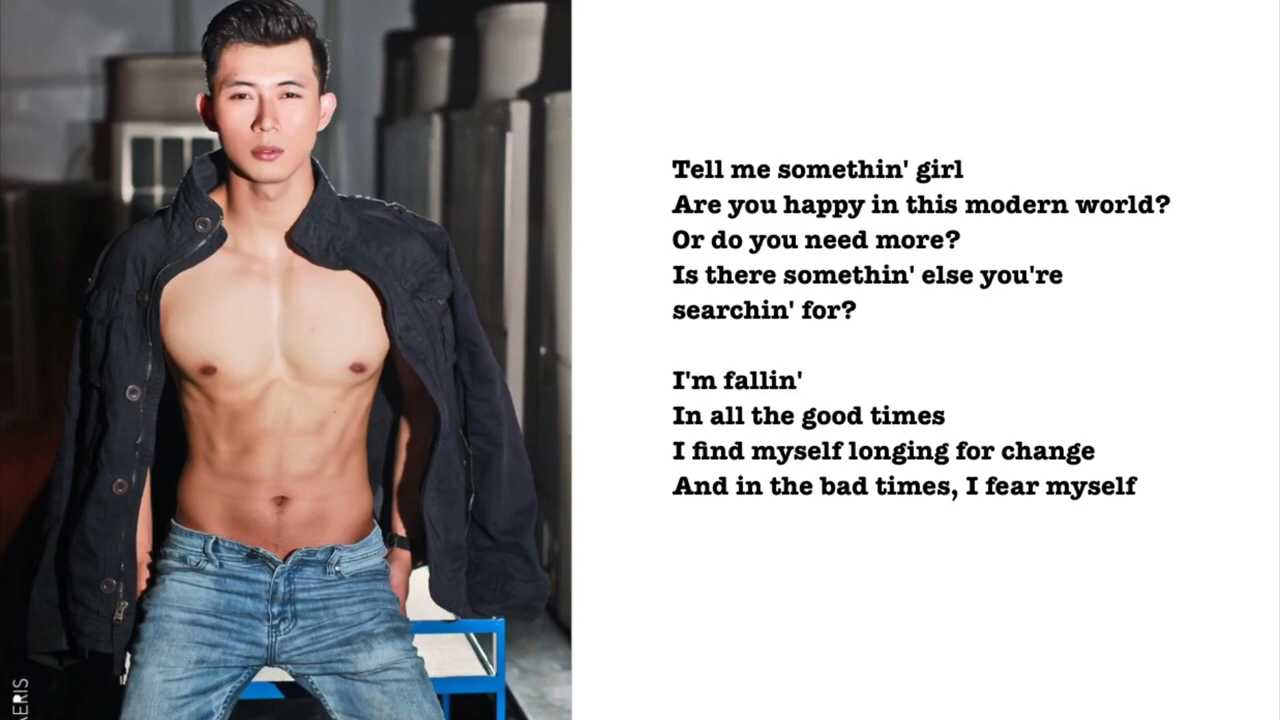 Tell me somethin' girl
Are you happy in this modern world?
Or do you need more?
Is there somethin' else you're
searchin' for?
I'm fallin'
In all the good times
I find myself longing for change
And in the bad times, I fear myself